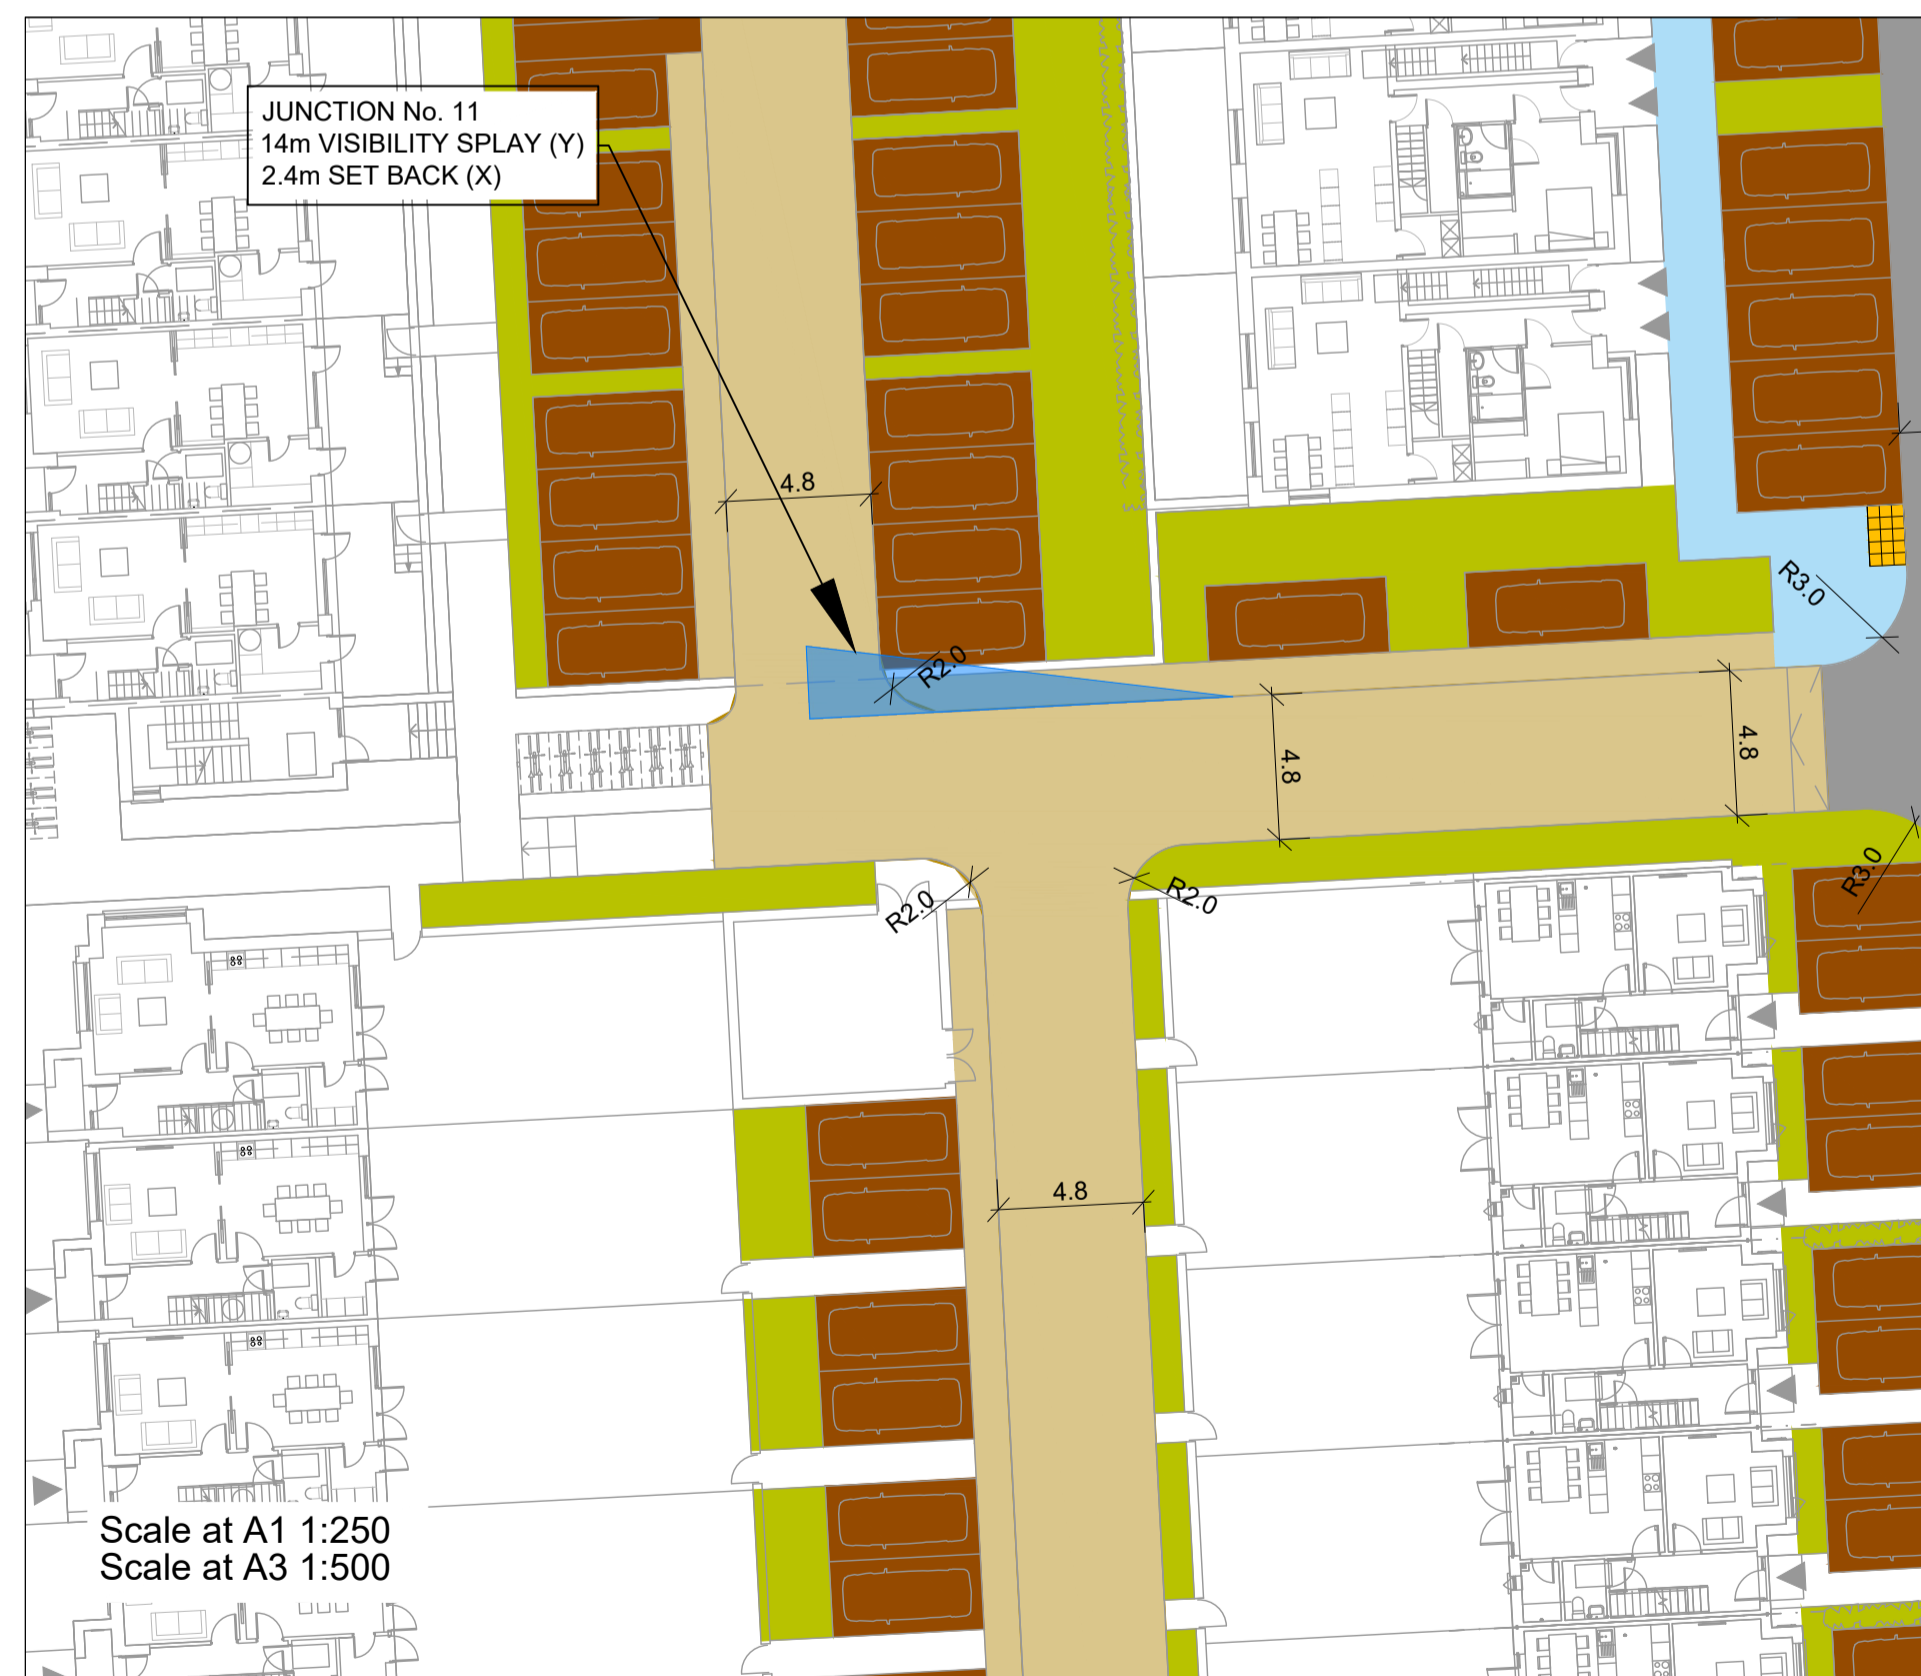 JUNCTION No. 11
14m VISIBILITY SPLAY (Y)
2.4m SET BACK (X)
4.8
R3.0
R2.0
4.8
4.8
R2.0
R2.0
R3.0
4.8
Scale at A1 1:250
Scale at A3 1:500